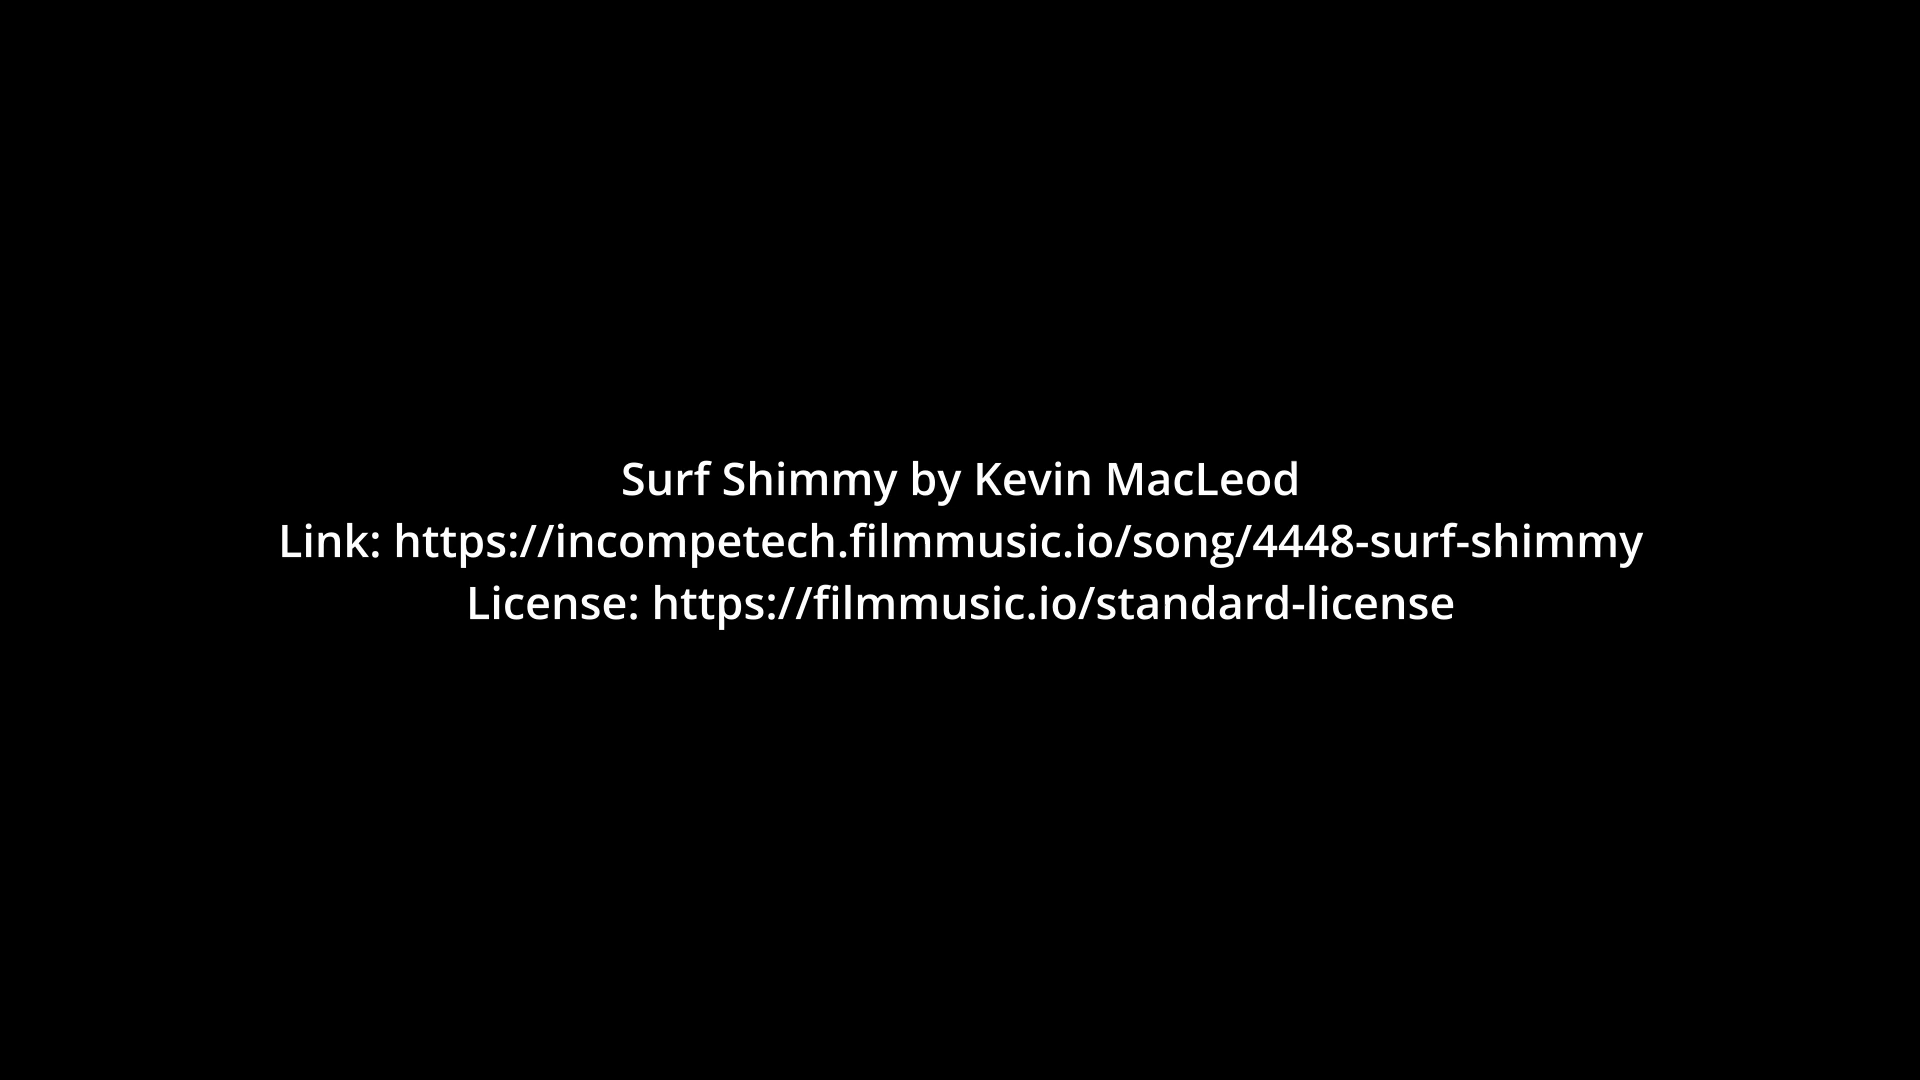 Surf Shimmy by Kevin MacLeod
Link: https://incompetech.filmmusic.io/song/4448-surf-shimmy
License: https://filmmusic.io/standard-license